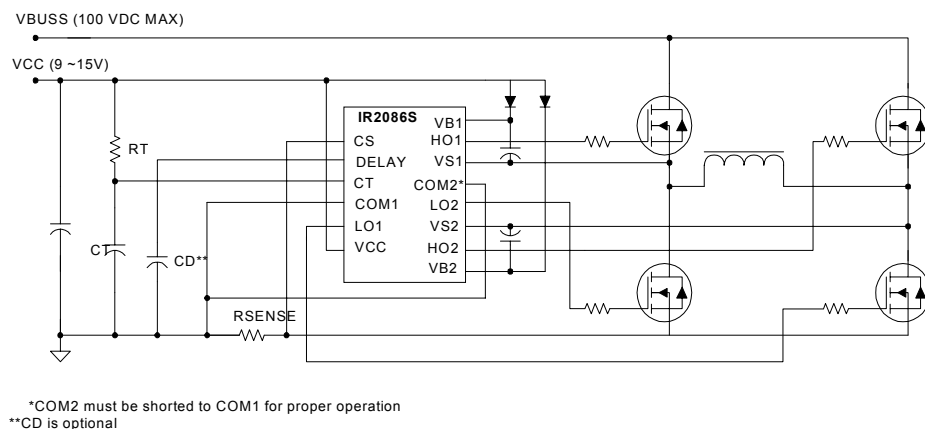 VBUSS (100 VDC MAX)
VCC (9 ~15V)
IR2086S
VB1
CS
HO1
RT
DELAY
VS1
CT
COM2*
COM1
LO2
LO1
VS2
CT
VCC
HO2
CD**
VB2
RSENSE
*COM2 must be shorted to COM1 for proper operation
**CD is optional